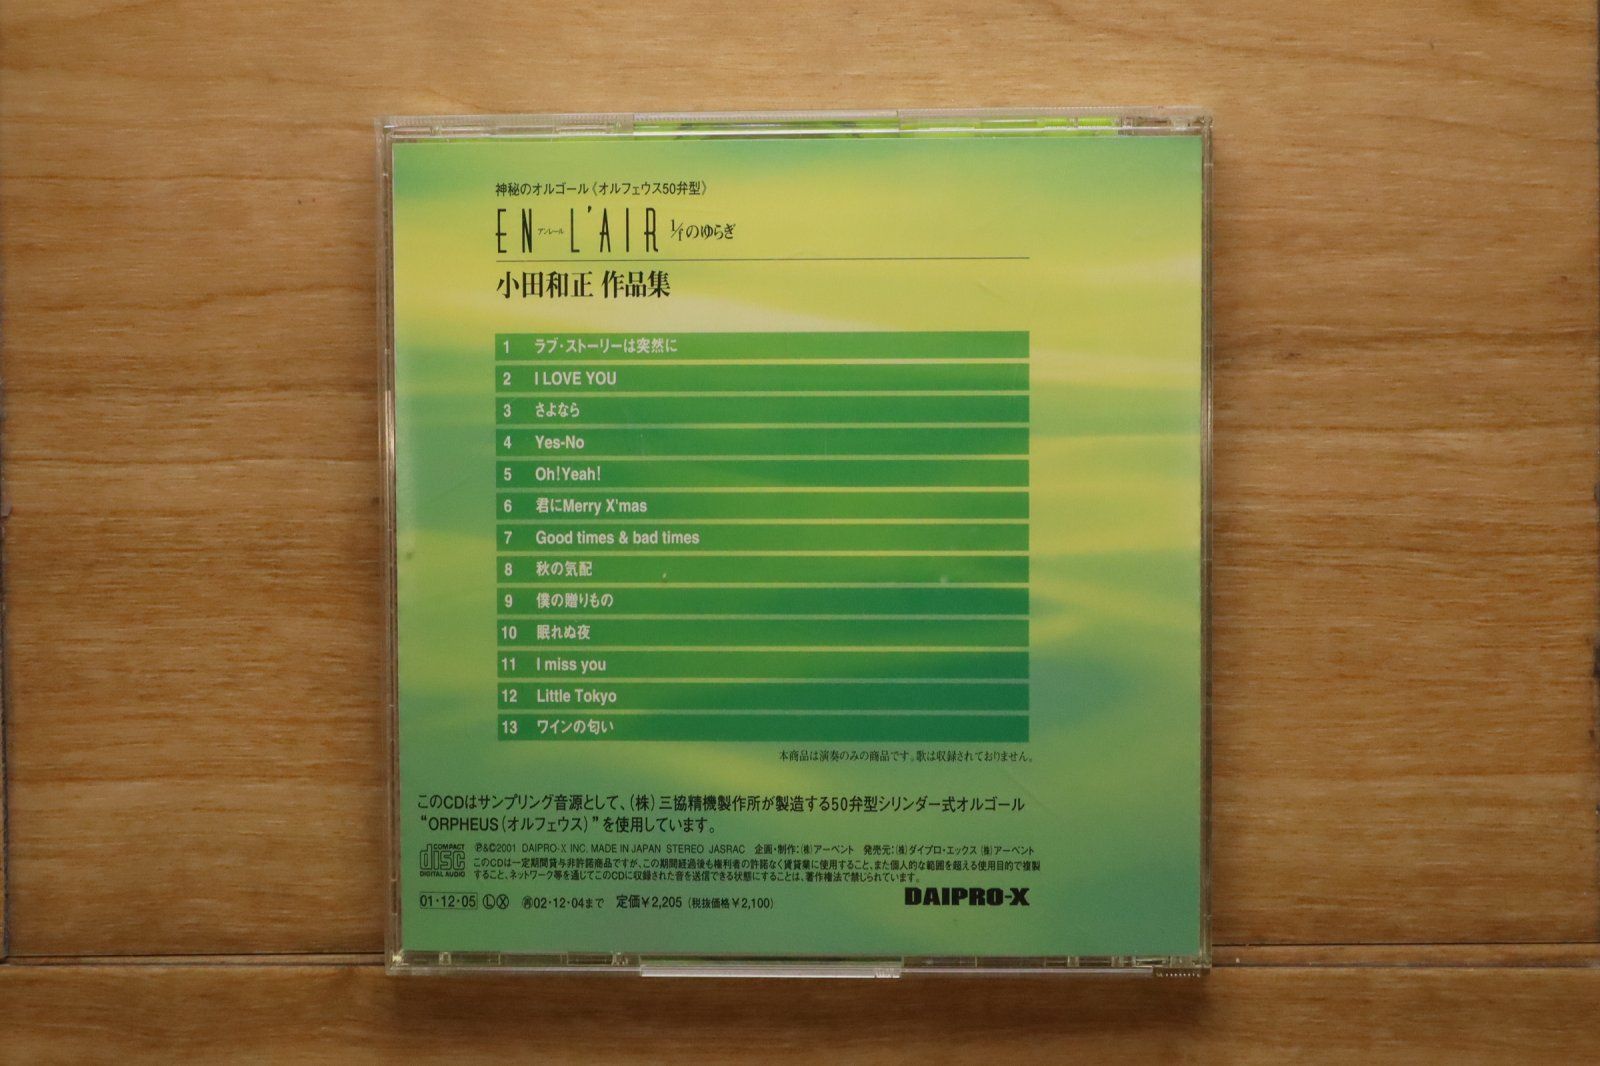 神秘のオルゴール《オルフェウス50弁型》
EN アンレール L'AIR 1/fのゆらぎ
小田和正 作品集
1 ラブ・ストーリーは突然に
2 I LOVE YOU
3 さよなら
4 Yes-No
5 Oh!Yeah!
6 君にMerry X'mas
7 Good times & bad times
8 秋の気配
9 僕の贈りもの
10 眠れぬ夜
11 I miss you
12 Little Tokyo
13 ワインの匂い
本商品は演奏のみの商品です。歌は収録されておりません。
このCDはサンプリング音源として、(株)三協精機製作所が製造する50弁型シリンダー式オルゴール
“ORPHEUS(オルフェウス)”を使用しています。
COMPACT disc DIGITAL AUDIO
Ⓟ&©2001 DAIPRO-X INC. MADE IN JAPAN STEREO JASRAC 企画・制作:㈱アーベント 発売元:㈱ダイプロ・エックス ㈱アーベント
このCDは一定期間貸与非許諾商品ですが、この期間経過後も権利者の許諾なく賃貸業に使用すること、また個人的な範囲を超える使用目的で複製
すること、ネットワーク等を通じてこのCDに収録された音を送信できる状態にすることは、著作権法で禁じられています。
DAIPRO-X
01・12・05 Ⓛ Ⓧ ㊢02・12・04まで 定価¥2,205 (税抜価格¥2,100)